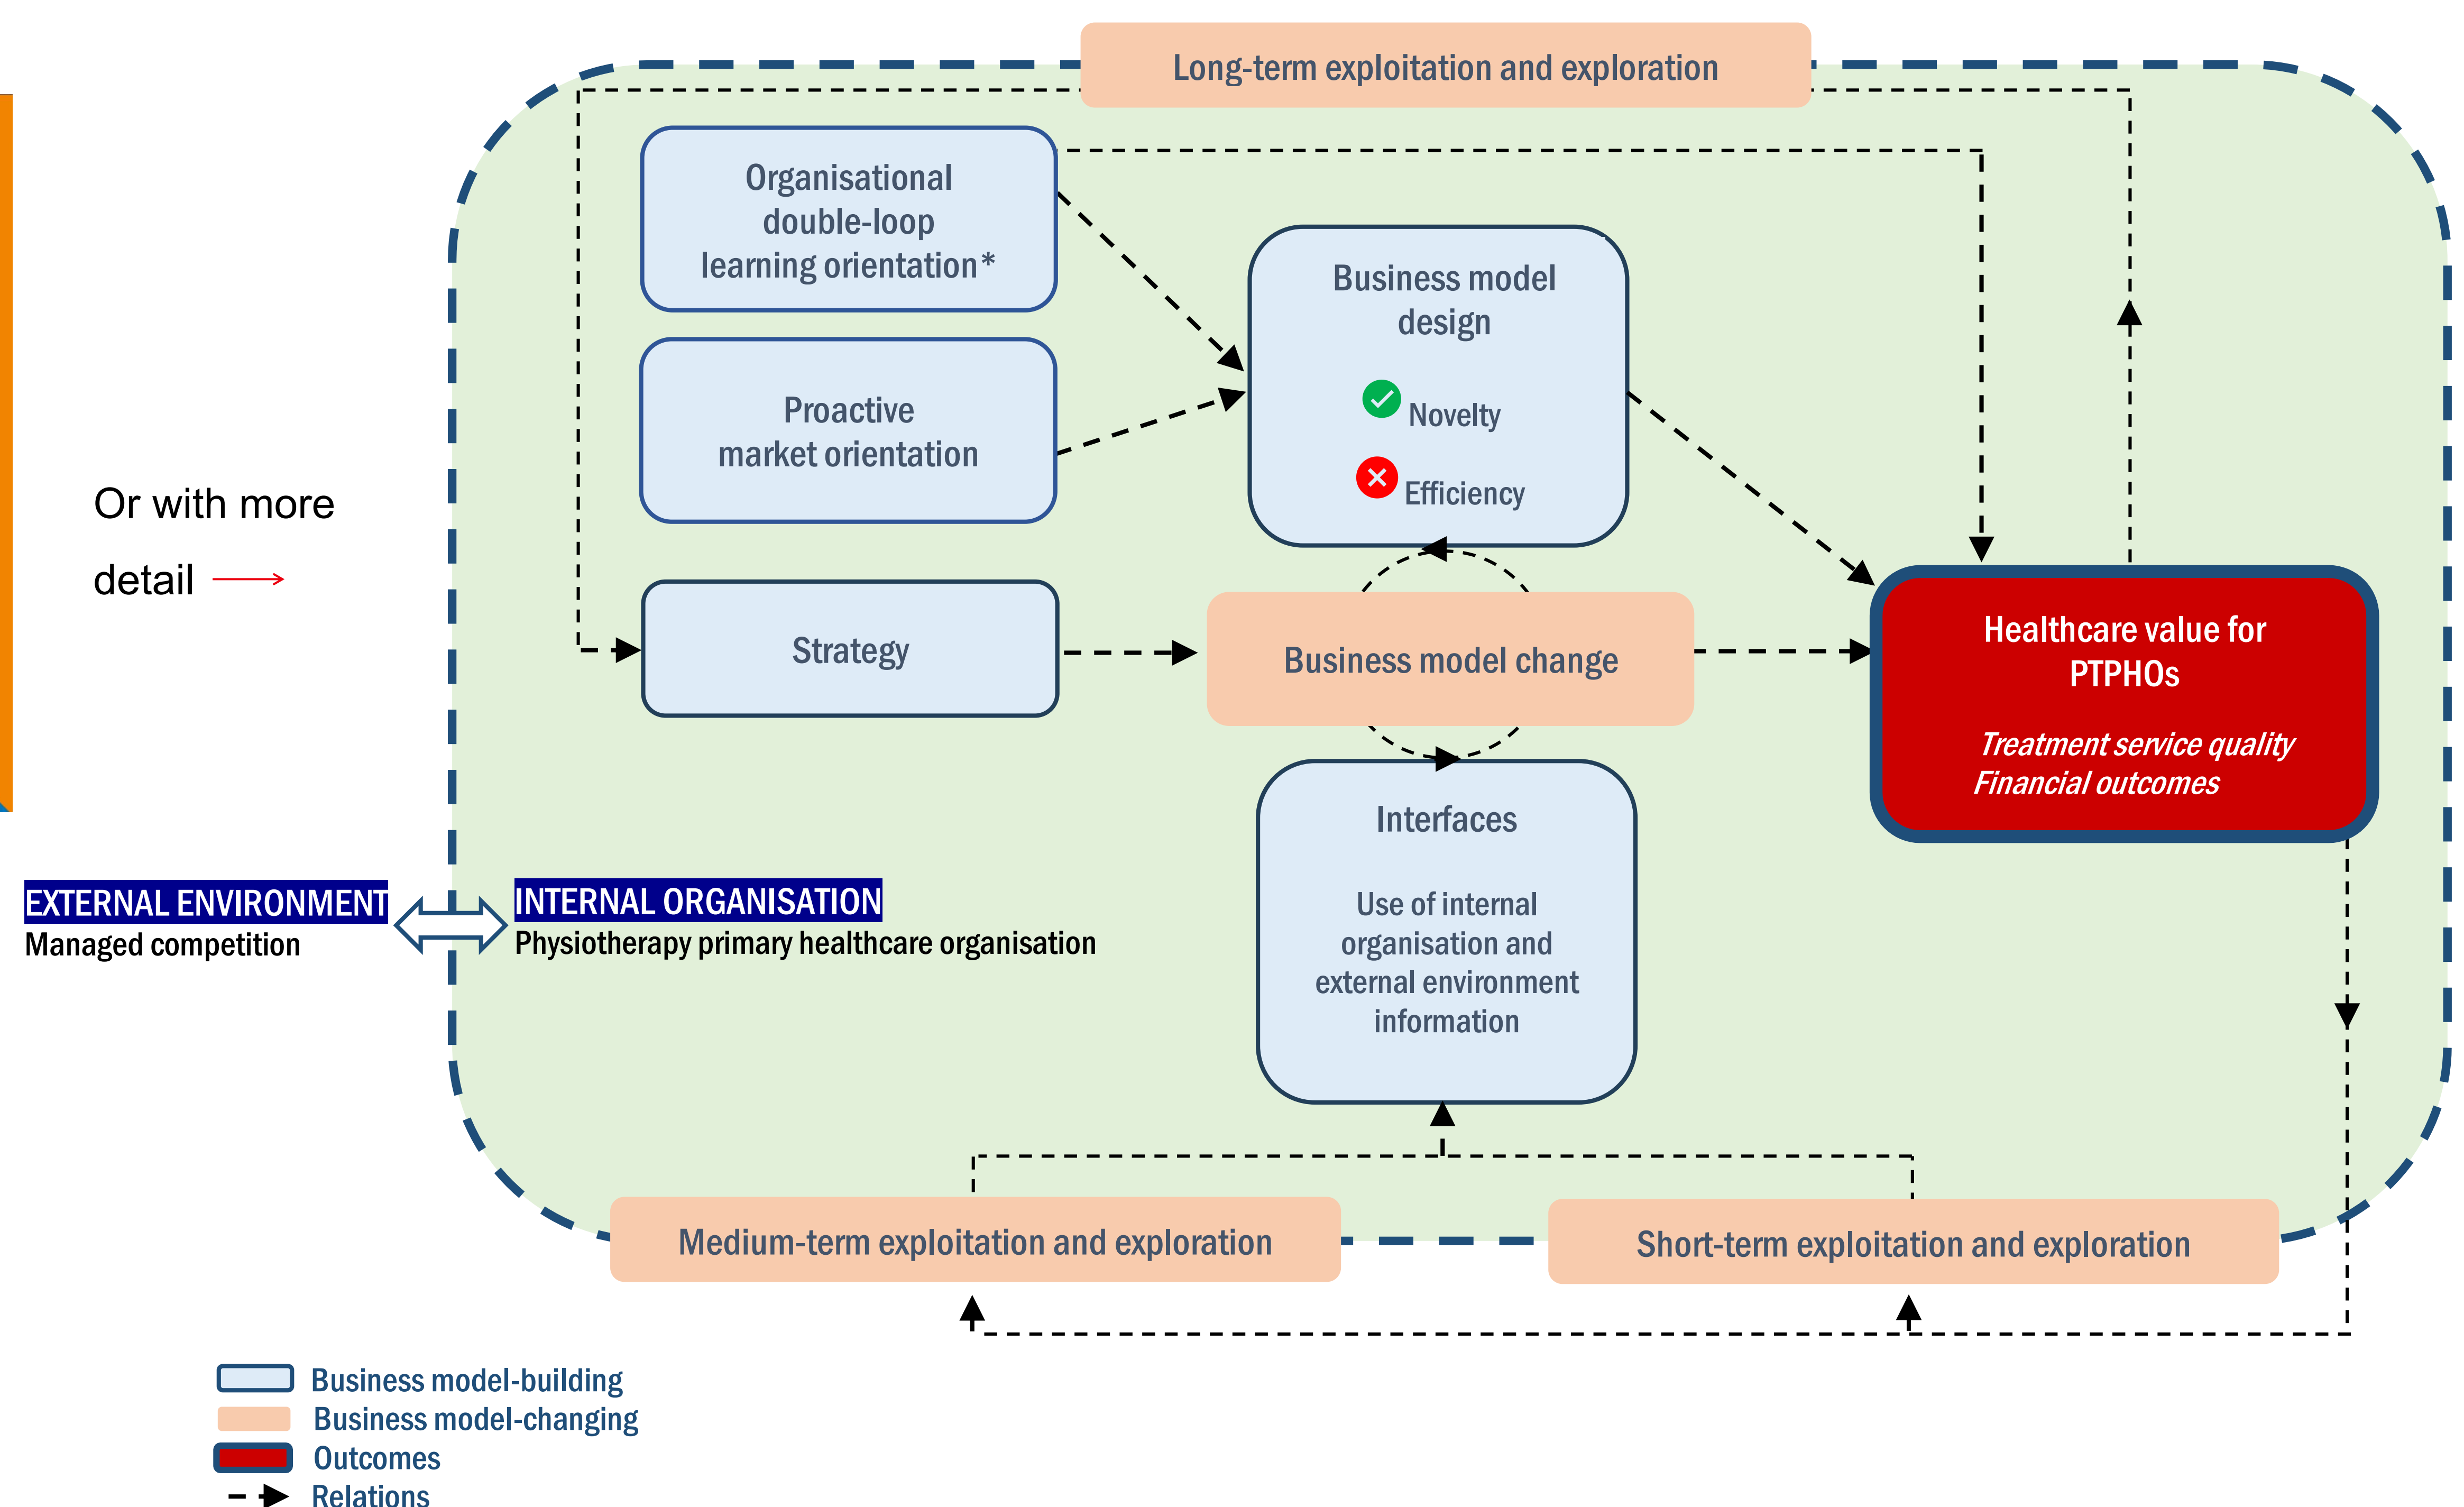 Long-term exploitation and exploration
Organisational
double-loop
learning orientation*
Business model
design
Novelty
Efficiency
Proactive
market orientation
Or with more
detail
Strategy
Business model change
Healthcare value for
PTPHOs
Treatment service quality
Financial outcomes
Interfaces
Use of internal
organisation and
external environment
information
EXTERNAL ENVIRONMENT
Managed competition
INTERNAL ORGANISATION
Physiotherapy primary healthcare organisation
Medium-term exploitation and exploration
Short-term exploitation and exploration
Business model-building
Business model-changing
Outcomes
Relations